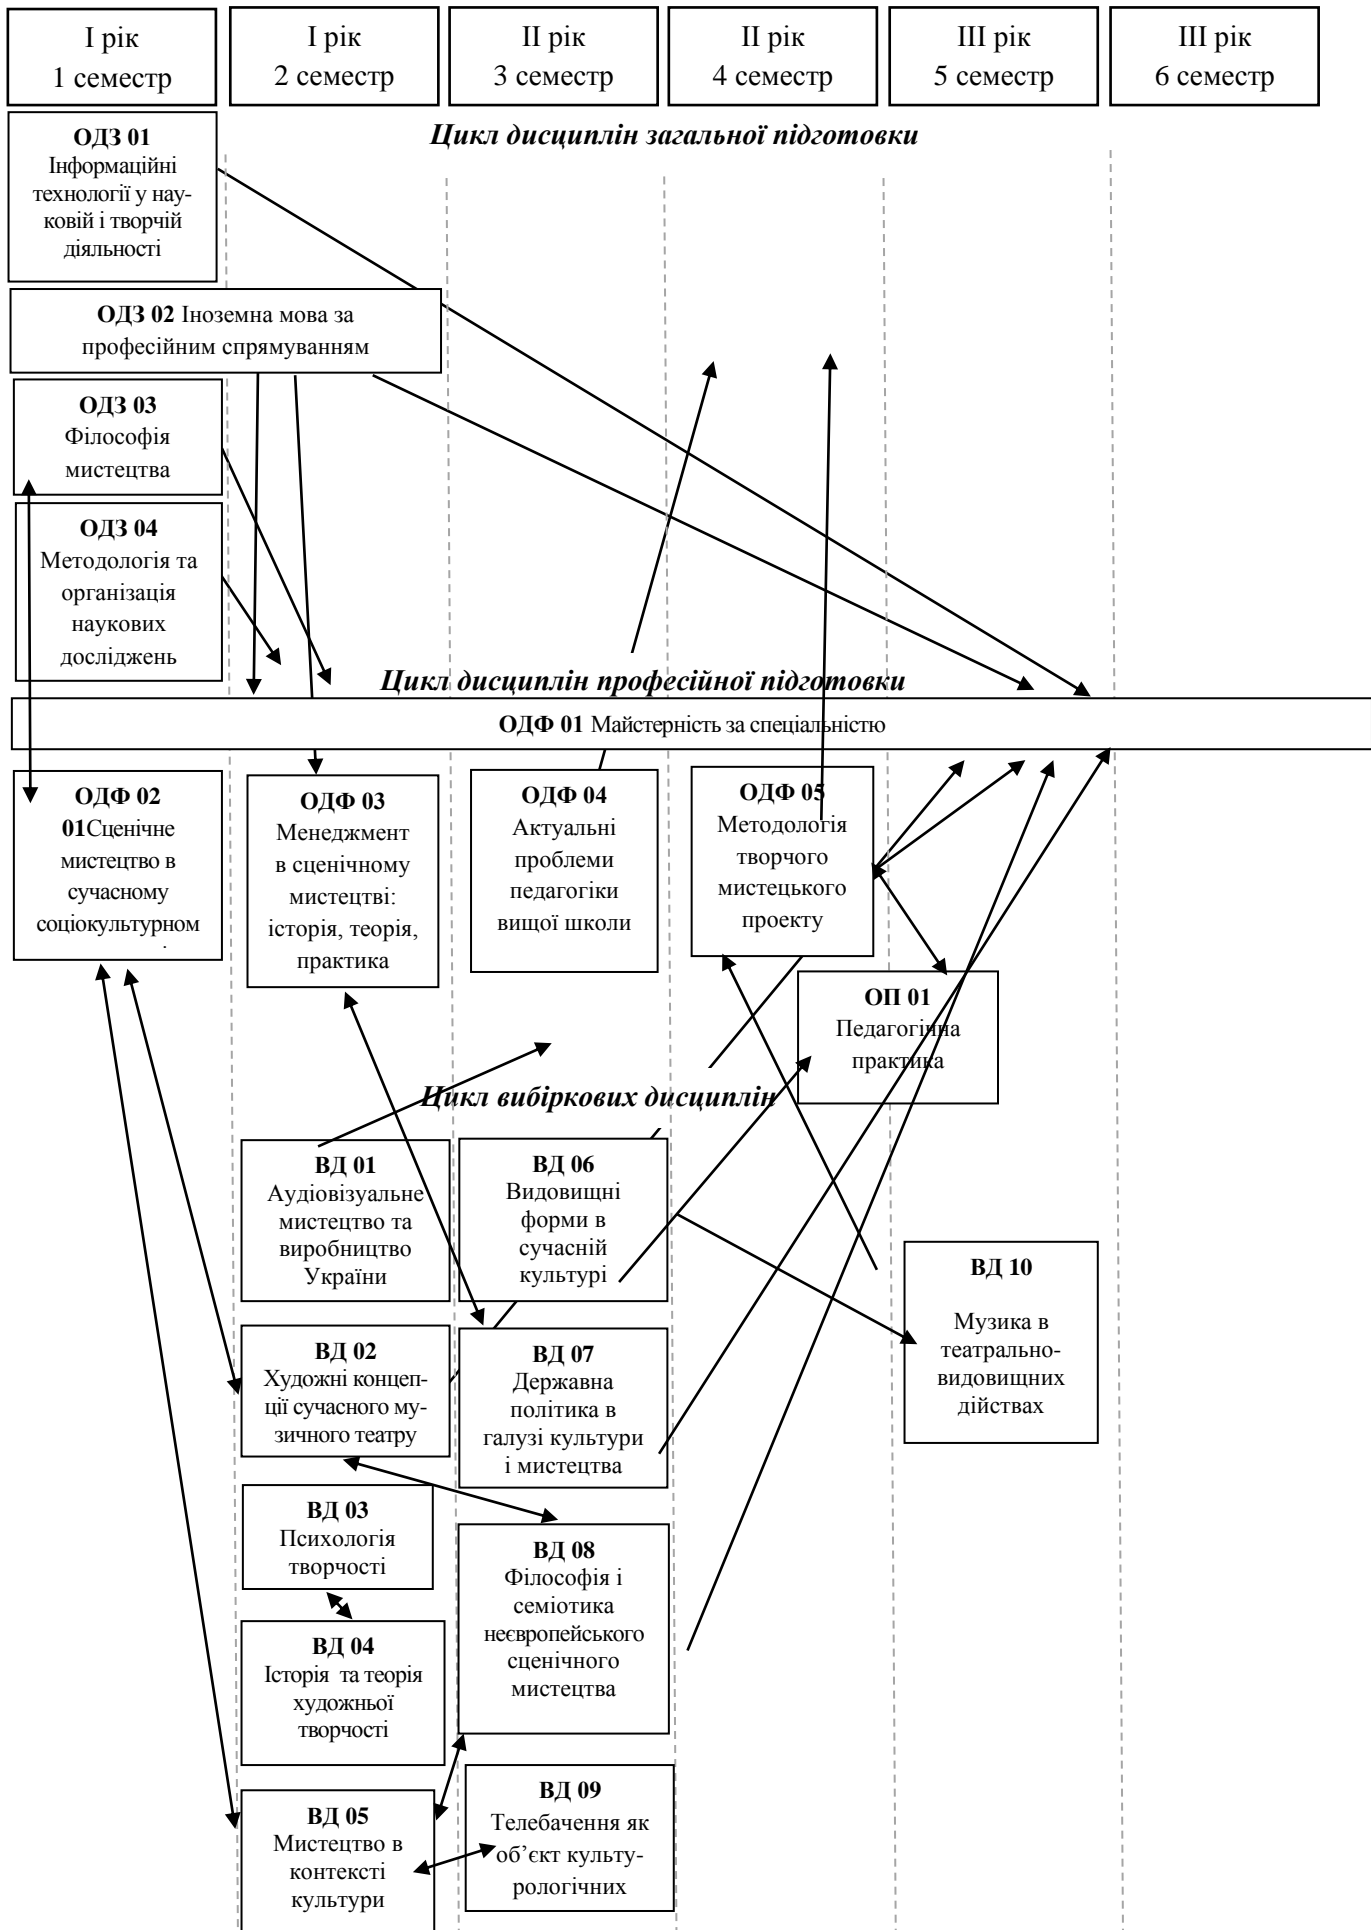 І рік
1 семестр
І рік
2 семестр
ІІ рік
3 семестр
ІІ рік
4 семестр
ІІІ рік
5 семестр
ІІІ рік
6 семестр
Цикл дисциплін загальної підготовки
ОДЗ 01
Інформаційні
технології у нау-
ковій і творчій
діяльності
ОДЗ 02 Іноземна мова за
професійним спрямуванням
ОДЗ 03
Філософія
мистецтва
ОДЗ 04
Методологія та
організація
наукових
досліджень
Цикл дисциплін професійної підготовки
ОДФ 01 Майстерність за спеціальністю
ОДФ 02
01Сценічне
мистецтво в
сучасному
соціокультурном
ОДФ 03
Менеджмент
в сценічному
мистецтві:
історія, теорія,
практика
ОДФ 04
Актуальні
проблеми
педагогіки
вищої школи
ОДФ 05
Методологія
творчого
мистецького
проекту
ОП 01
Педагогічна
практика
Цикл вибіркових дисциплін
ВД 01
Аудіовізуальне
мистецтво та
виробництво
України
ВД 06
Видовищні
форми в
сучасній
культурі
ВД 10
Музика в
театрально-
видовищних
дійствах
ВД 02
Художні концеп-
ції сучасного му-
зичного театру
ВД 07
Державна
політика в
галузі культури
і мистецтва
ВД 03
Психологія
творчості
ВД 08
Філософія і
семіотика
неєвропейського
сценічного
мистецтва
ВД 04
Історія та теорія
художньої
творчості
ВД 05
Мистецтво в
контексті
культури
ВД 09
Телебачення як
об’єкт культу-
рологічних